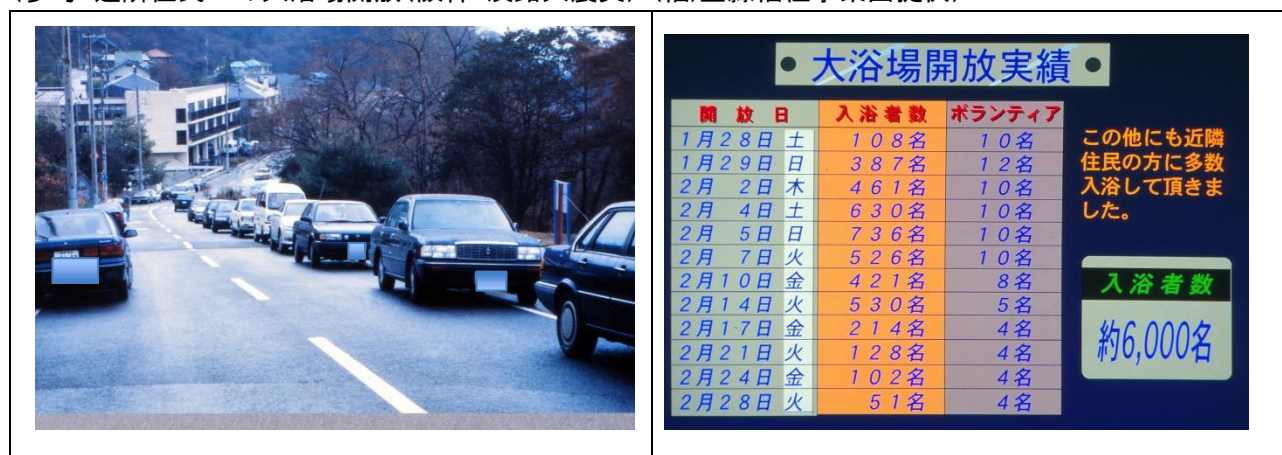 大浴場開放実績
開放日 入浴者数 ボランティア
1月28日 土 108名 10名
1月29日 日 387名 12名
2月 2日 木 461名 10名
2月 4日 土 630名 10名
2月 5日 日 736名 10名
2月 7日 火 526名 10名
2月10日 金 421名 8名
2月14日 火 530名 5名
2月17日 金 214名 4名
2月21日 火 128名 4名
2月24日 金 102名 4名
2月28日 火 51名 4名
この他にも近隣
住民の方に多数
入浴して頂きま
した。
入浴者数
約6,000名